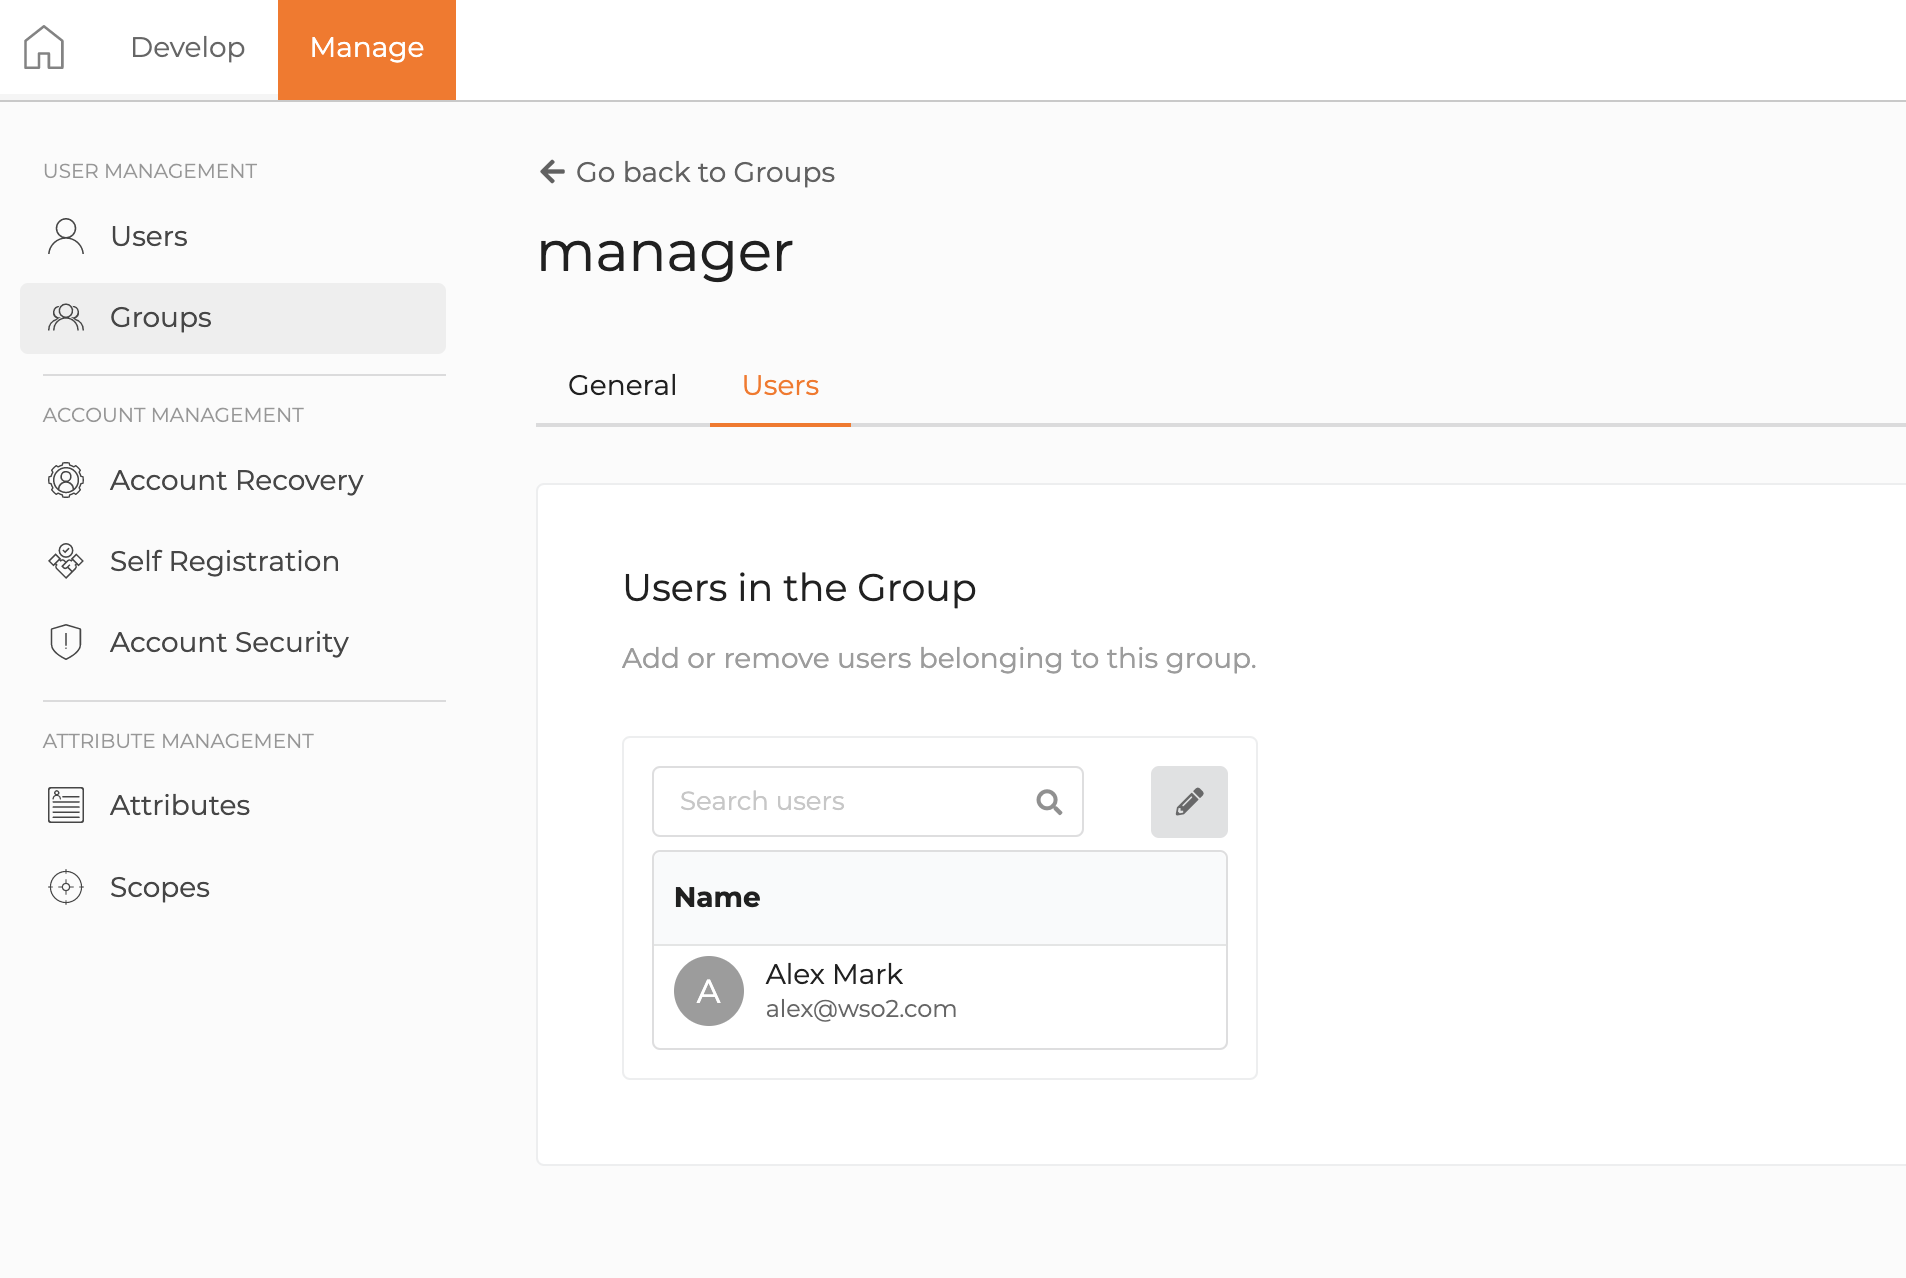 Develop
Manage
USER MANAGEMENT
Users
Groups
ACCOUNT MANAGEMENT
Account Recovery
Self Registration
Account Security
ATTRIBUTE MANAGEMENT
Attributes
Scopes
Go back to Groups
manager
General
Users
Users in the Group
Add or remove users belonging to this group.
Search users
Name
A
Alex Mark
alex@wso2.com